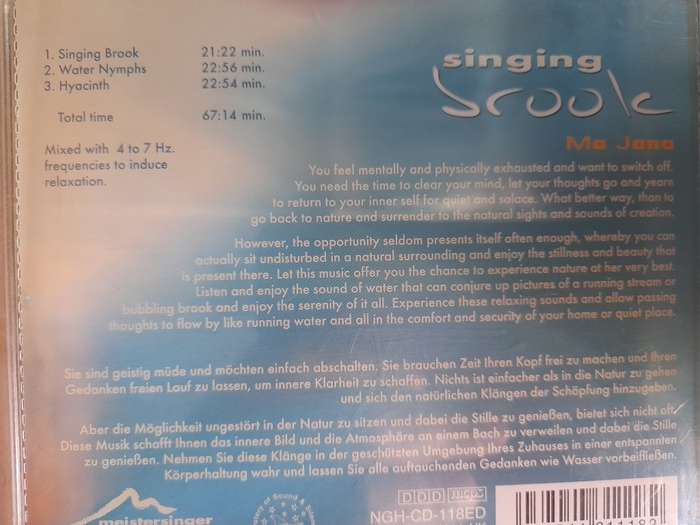 1. Singing Brook 21:22 min.
2. Water Nymphs 22:56 min.
3. Hyacinth 22:54 min.
Total time 67:14 min.
Mixed with 4 to 7 Hz.
frequencies to induce
relaxation.
singing
brook
Ma Jana
You feel mentally and physically exhausted and want to switch off.
You need the time to clear your mind, let your thoughts go and yearn
to return to your inner self for quiet and solace. What better way, than to
go back to nature and surrender to the natural sights and sounds of creation.
However, the opportunity seldom presents itself often enough, whereby you can
actually sit undisturbed in a natural surrounding and enjoy the stillness and beauty that
is present there. Let this music offer you the chance to experience nature at her very best.
Listen and enjoy the sound of water that can conjure up pictures of a running stream or
bubbling brook and enjoy the serenity of it all. Experience these relaxing sounds and allow passing
thoughts to flow by like running water and all in the comfort and security of your home or quiet place.
Sie sind geistig müde und möchten einfach abschalten. Sie brauchen Zeit Ihren Kopf frei zu machen und Ihren
Gedanken freien Lauf zu lassen, um innere Klarheit zu schaffen. Nichts ist einfacher als in die Natur zu gehen
und sich den natürlichen Klängen der Schöpfung hinzugeben.
Aber die Möglichkeit ungestört in der Natur zu sitzen und dabei die Stille zu genießen, bietet sich nicht oft.
Diese Musik schafft Ihnen das innere Bild und die Atmosphäre an einem Bach zu verweilen und dabei die Stille
zu genießen. Nehmen Sie diese Klänge in der geschützten Umgebung Ihres Zuhauses in einer entspannten
Körperhaltung wahr und lassen Sie alle auftauchenden Gedanken wie Wasser vorbeifließen.
meistersinger
of Sound &
DDD
NGH-CD-118ED